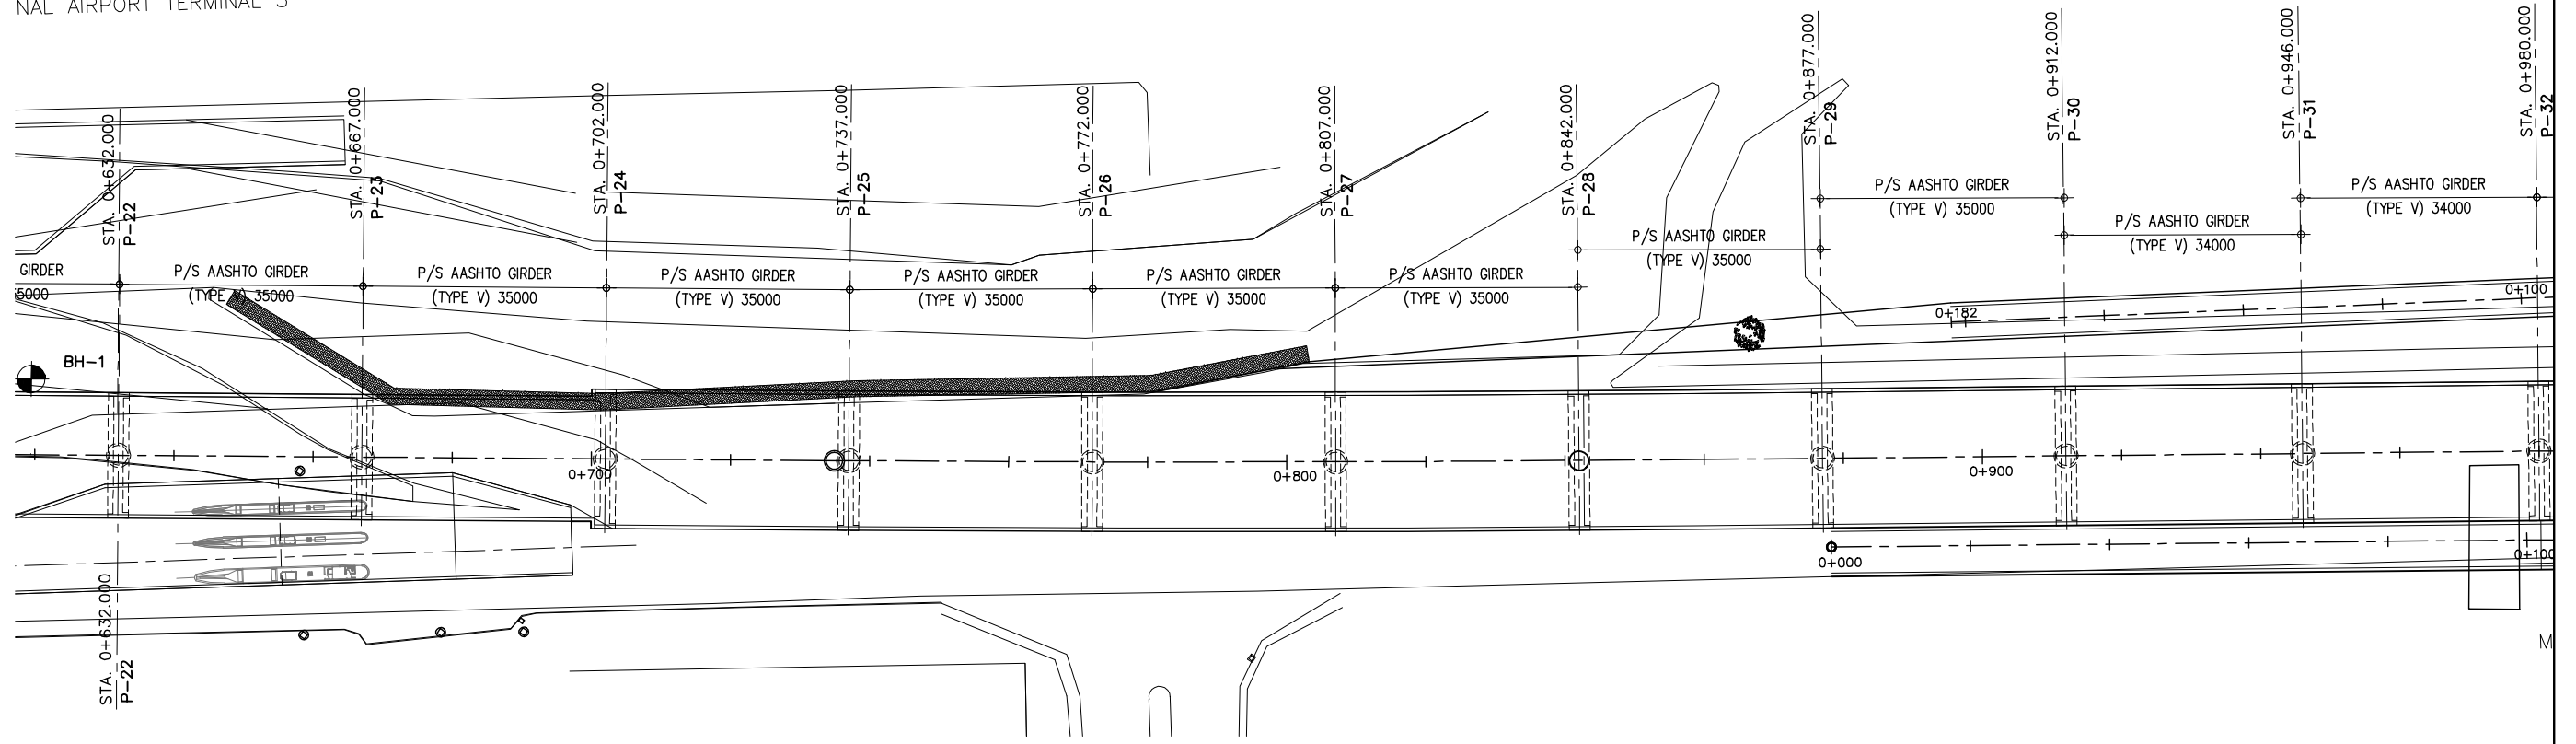 NAL AIRPORT TERMINAL 3
STA. 0+632.000
P-22
STA. 0+667.000
P-23
STA. 0+702.000
P-24
STA. 0+737.000
P-25
STA. 0+772.000
P-26
STA. 0+807.000
P-27
STA. 0+842.000
P-28
STA. 0+877.000
P-29
STA. 0+912.000
P-30
STA. 0+946.000
P-31
STA. 0+980.000
P-32
P/S AASHTO GIRDER
(TYPE V) 35000
P/S AASHTO GIRDER
(TYPE V) 34000
P/S AASHTO GIRDER
(TYPE V) 34000
P/S AASHTO GIRDER
(TYPE V) 35000
GIRDER
35000
P/S AASHTO GIRDER
(TYPE V) 35000
P/S AASHTO GIRDER
(TYPE V) 35000
P/S AASHTO GIRDER
(TYPE V) 35000
P/S AASHTO GIRDER
(TYPE V) 35000
P/S AASHTO GIRDER
(TYPE V) 35000
P/S AASHTO GIRDER
(TYPE V) 35000
0+100
0+182
BH-1
0+700
0+800
0+900
0+000
0+100
STA. 0+632.000
P-22
M